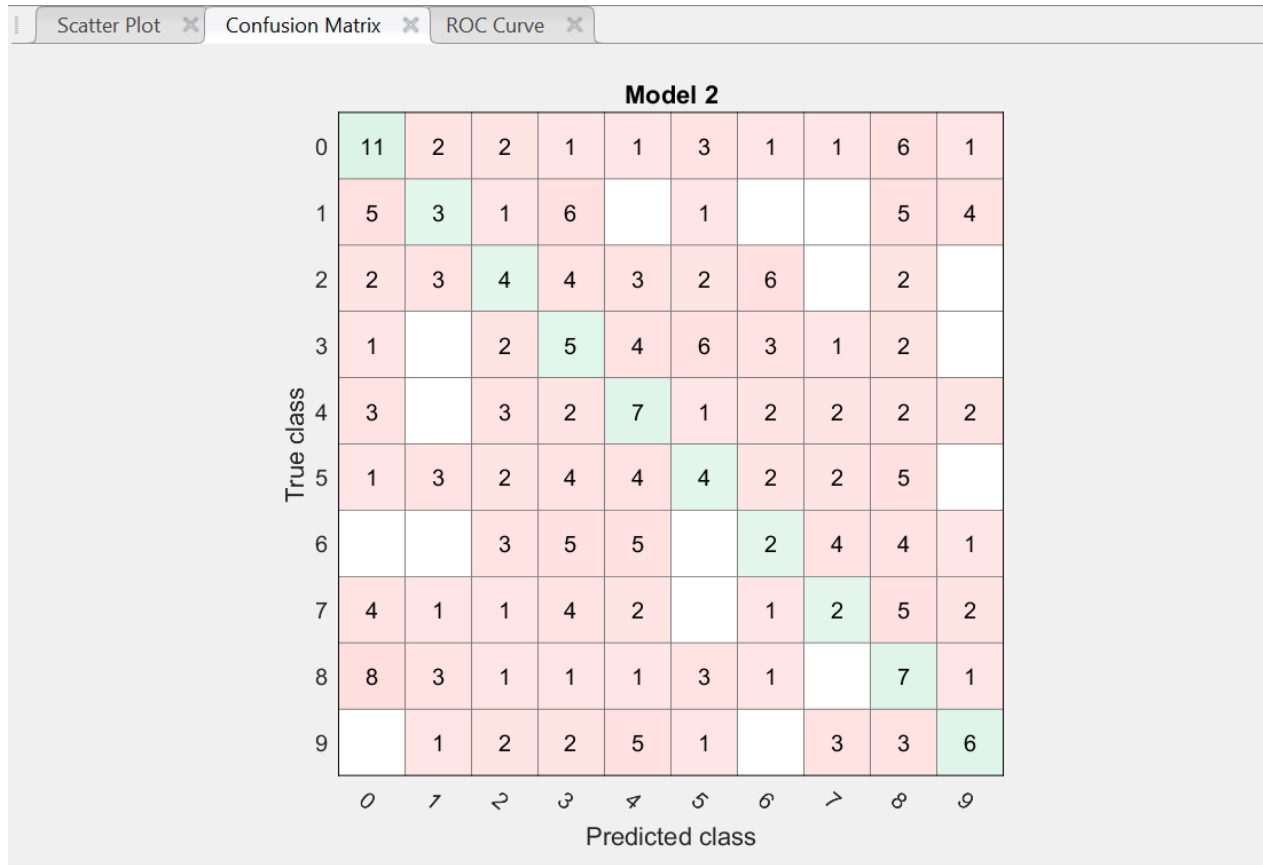 Scatter Plot Confusion Matrix ROC Curve
Model 2
0 11 2 2 1 1 3 1 1 6 1
1 5 3 1 6 1 5 4
2 2 3 4 4 3 2 6 2
3 1 2 5 4 6 3 1 2
4 3 3 2 7 1 2 2 2 2
5 1 3 2 4 4 4 2 2 5
6 3 5 5 2 4 4 1
7 4 1 1 4 2 1 2 5 2
8 8 3 1 1 1 3 1 7 1
9 1 2 2 5 1 3 3 6
True class
0 1 2 3 4 5 6 7 8 9
Predicted class